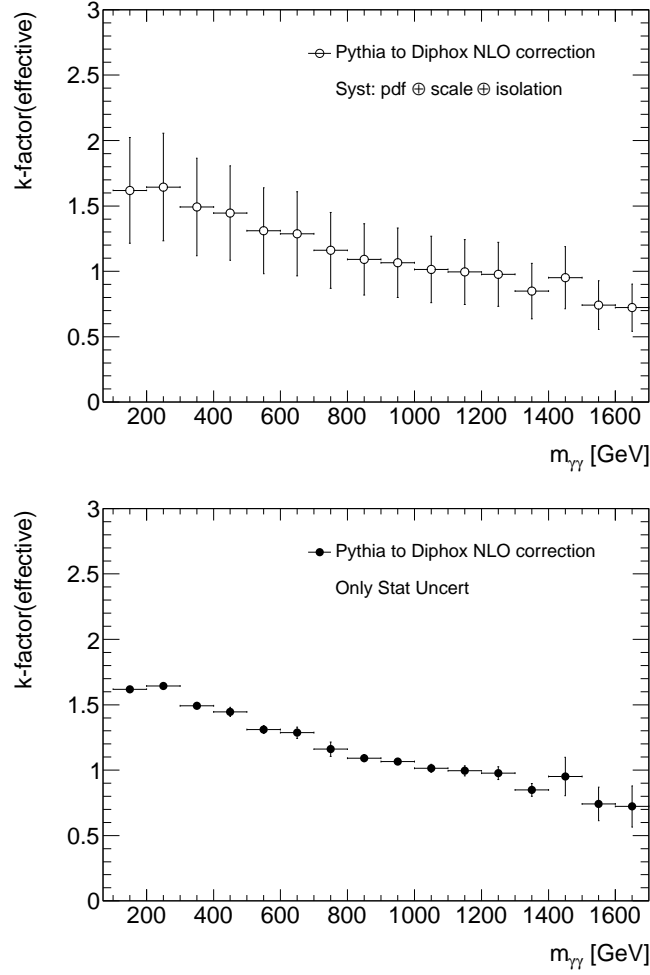 k-factor(effective)
3
2.5
2
1.5
1
0.5
0
Pythia to Diphox NLO correction
Syst: pdf ⊕ scale ⊕ isolation
200 400 600 800 1000 1200 1400 1600
mγγ [GeV]
k-factor(effective)
3
2.5
2
1.5
1
0.5
0
Pythia to Diphox NLO correction
Only Stat Uncert
200 400 600 800 1000 1200 1400 1600
mγγ [GeV]